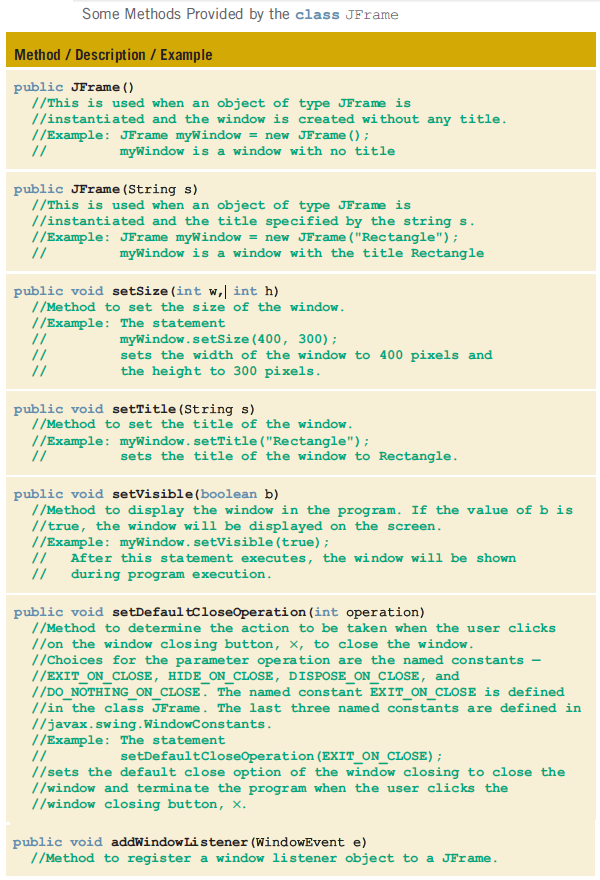 Some Methods Provided by the class JFrame
Method / Description / Example
public JFrame()
//This is used when an object of type JFrame is
//instantiated and the window is created without any title.
//Example: JFrame myWindow = new JFrame();
// myWindow is a window with no title
public JFrame(String s)
//This is used when an object of type JFrame is
//instantiated and the title specified by the string s.
//Example: JFrame myWindow = new JFrame("Rectangle");
// myWindow is a window with the title Rectangle
public void setSize(int w, int h)
//Method to set the size of the window.
//Example: The statement
// myWindow.setSize(400, 300);
// sets the width of the window to 400 pixels and
// the height to 300 pixels.
public void setTitle(String s)
//Method to set the title of the window.
//Example: myWindow.setTitle("Rectangle");
// sets the title of the window to Rectangle.
public void setVisible(boolean b)
//Method to display the window in the program. If the value of b is
//true, the window will be displayed on the screen.
//Example: myWindow.setVisible(true);
// After this statement executes, the window will be shown
// during program execution.
public void setDefaultCloseOperation(int operation)
//Method to determine the action to be taken when the user clicks
//on the window closing button, ×, to close the window.
//Choices for the parameter operation are the named constants —
//EXIT_ON_CLOSE, HIDE_ON_CLOSE, DISPOSE_ON_CLOSE, and
//DO_NOTHING_ON_CLOSE. The named constant EXIT_ON_CLOSE is defined
//in the class JFrame. The last three named constants are defined in
//javax.swing.WindowConstants.
//Example: The statement
// setDefaultCloseOperation(EXIT_ON_CLOSE);
//sets the default close option of the window closing to close the
//window and terminate the program when the user clicks the
//window closing button, ×.
public void addWindowListener(WindowEvent e)
//Method to register a window listener object to a JFrame.